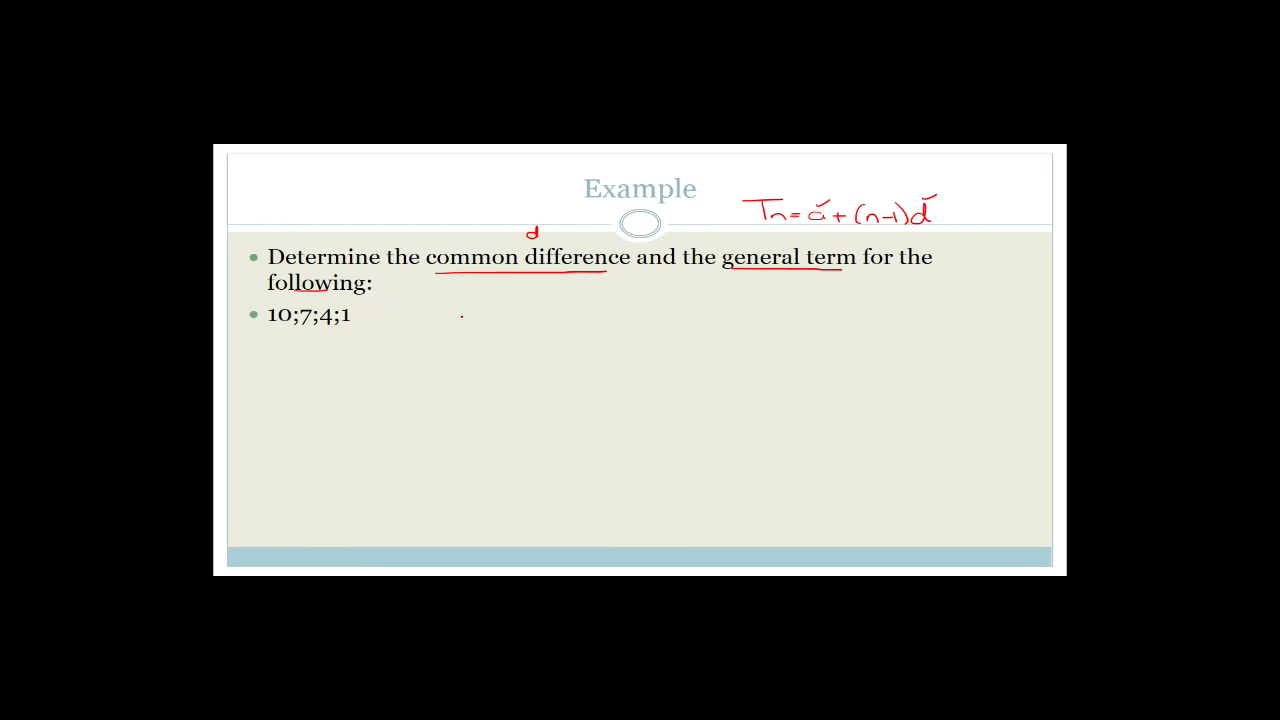 Example
Tn = a + (n-1)d
d
• Determine the common difference and the general term for the
following:
• 10;7;4;1